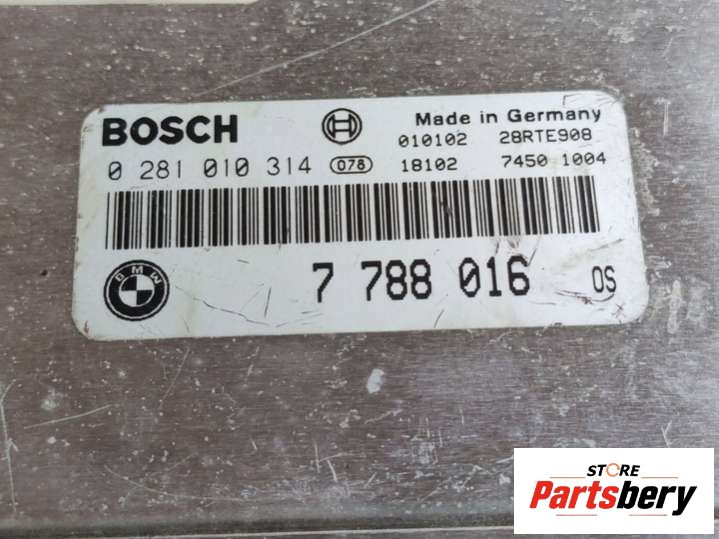 BOSCH
Made in Germany
010102 28RTE908
0 281 010 314 078 18102 7450 1004
BMW
7 788 016 OS
STORE
Partsbery